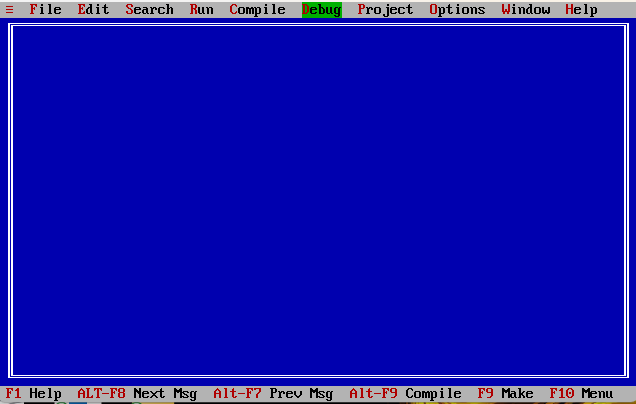 ≡ File Edit Search Run Compile Debug Project Options Window Help
F1 Help ALT-F8 Next Msg Alt-F7 Prev Msg Alt-F9 Compile F9 Make F10 Menu